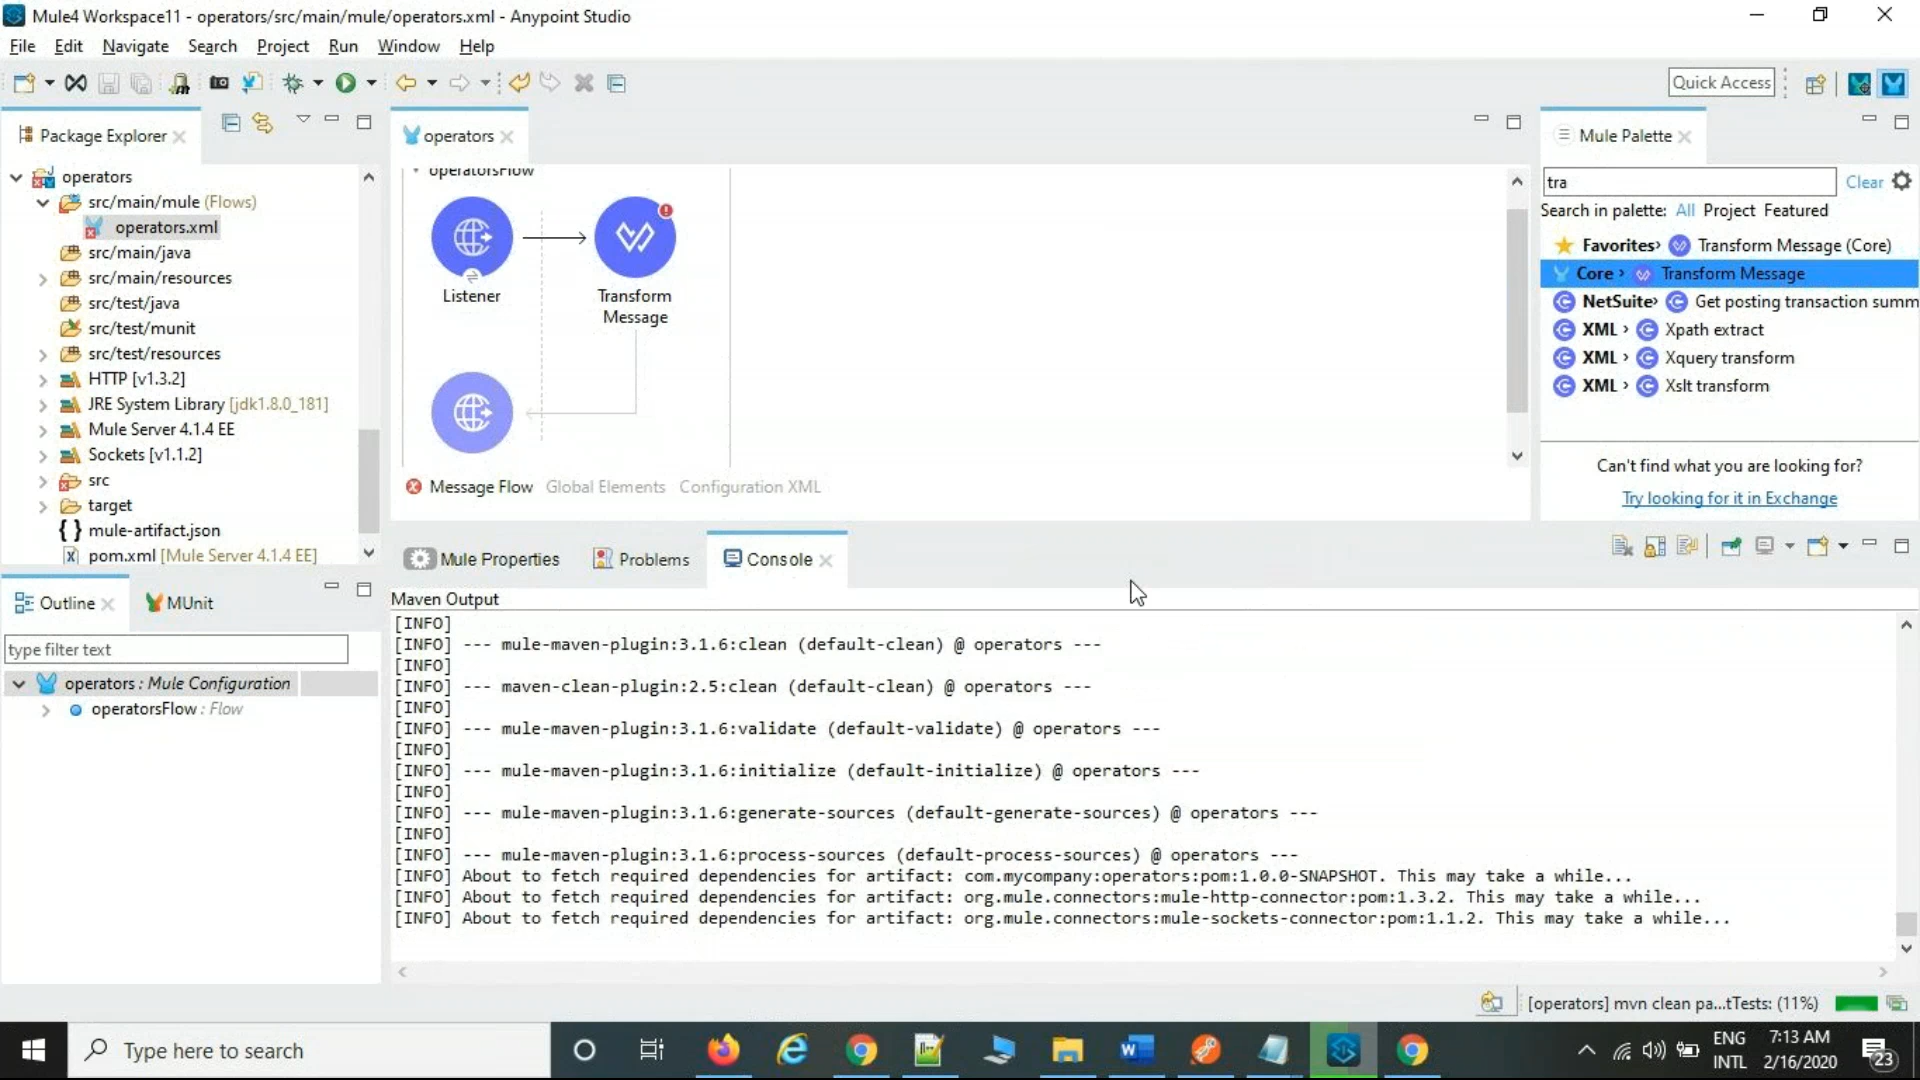 Mule4 Workspace11 - operators/src/main/mule/operators.xml - Anypoint Studio
File Edit Navigate Search Project Run Window Help
Quick Access
Package Explorer
operators
src/main/mule (Flows)
operators.xml
src/main/java
src/main/resources
src/test/java
src/test/munit
src/test/resources
HTTP [v1.3.2]
JRE System Library [jdk1.8.0_181]
Mule Server 4.1.4 EE
Sockets [v1.1.2]
src
target
mule-artifact.json
pom.xml [Mule Server 4.1.4 EE]
operators
operatorsFlow
Listener
Transform
Message
Message Flow Global Elements Configuration XML
Mule Palette
tra
Clear
Search in palette: All Project Featured
Favorites> Transform Message (Core)
Core > Transform Message
NetSuite> Get posting transaction summ
XML > Xpath extract
XML > Xquery transform
XML > Xslt transform
Can't find what you are looking for?
Try looking for it in Exchange
Outline
MUnit
type filter text
operators : Mule Configuration
operatorsFlow : Flow
Mule Properties
Problems
Console
Maven Output
[INFO]
[INFO] --- mule-maven-plugin:3.1.6:clean (default-clean) @ operators ---
[INFO]
[INFO] --- maven-clean-plugin:2.5:clean (default-clean) @ operators ---
[INFO]
[INFO] --- mule-maven-plugin:3.1.6:validate (default-validate) @ operators ---
[INFO]
[INFO] --- mule-maven-plugin:3.1.6:initialize (default-initialize) @ operators ---
[INFO]
[INFO] --- mule-maven-plugin:3.1.6:generate-sources (default-generate-sources) @ operators ---
[INFO]
[INFO] --- mule-maven-plugin:3.1.6:process-sources (default-process-sources) @ operators ---
[INFO] About to fetch required dependencies for artifact: com.mycompany:operators:pom:1.0.0-SNAPSHOT. This may take a while...
[INFO] About to fetch required dependencies for artifact: org.mule.connectors:mule-http-connector:pom:1.3.2. This may take a while...
[INFO] About to fetch required dependencies for artifact: org.mule.connectors:mule-sockets-connector:pom:1.1.2. This may take a while...
[operators] mvn clean pa...tTests: (11%)
Type here to search
ENG
INTL
7:13 AM
2/16/2020
23